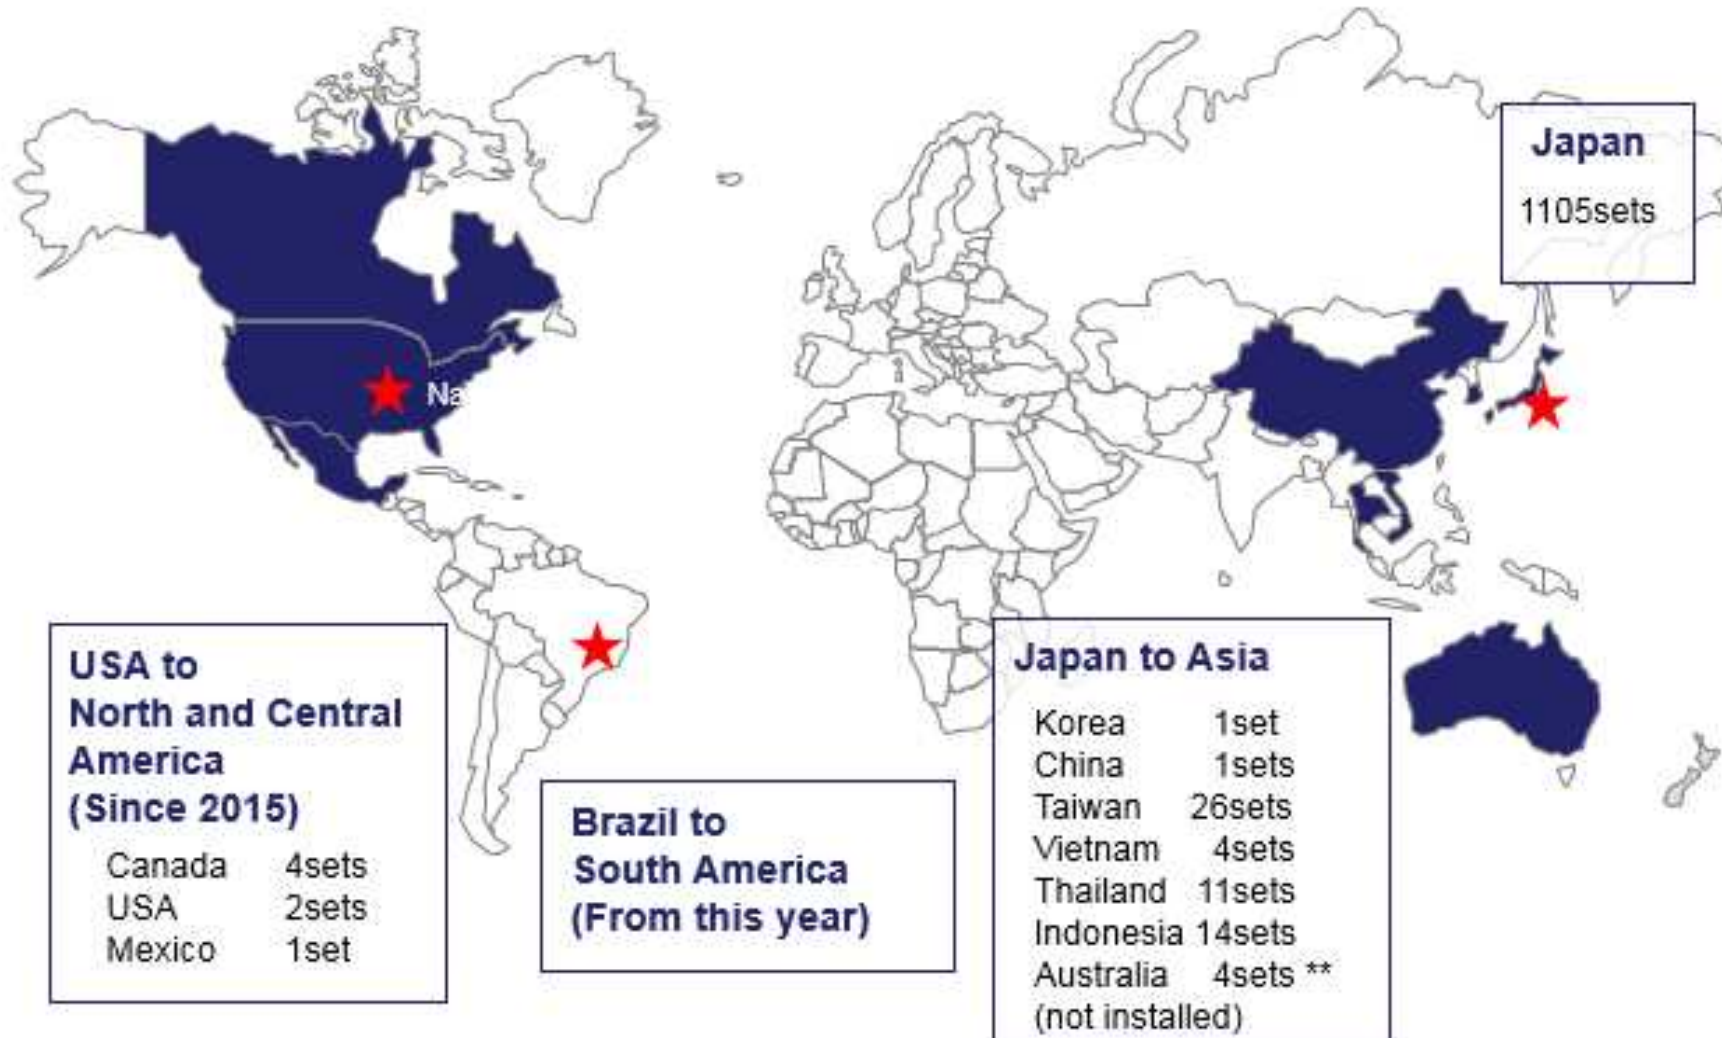 Japan
1105sets
Na
USA to
North and Central
America
(Since 2015)
Canada 4sets
USA 2sets
Mexico 1set
Brazil to
South America
(From this year)
Japan to Asia
Korea 1set
China 1sets
Taiwan 26sets
Vietnam 4sets
Thailand 11sets
Indonesia 14sets
Australia 4sets **
(not installed)